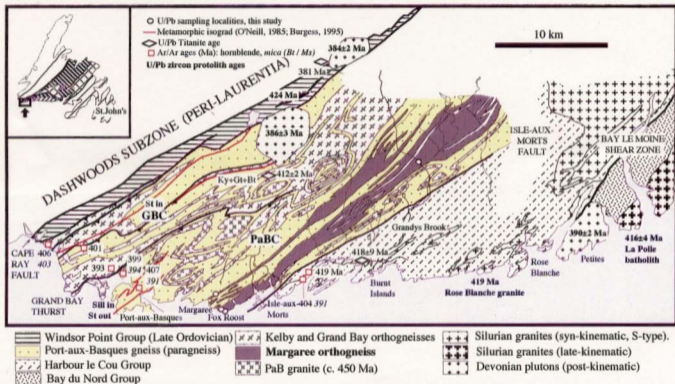 U/Pb sampling localities, this study
Metamorphic isograd (O'Neill, 1985; Burgess, 1995)
U/Pb Titanite age
Ar/Ar ages (Ma): hornblende, mica (Bt / Ms)
U/Pb zircon protolith ages
St John's
384±2 Ma
381 Ma
10 km
424 Ma
386±3 Ma
DASHWOODS SUBZONE (PERI-LAURENTIA)
ISLE-AUX-MORTS FAULT
BAY LE MOINE SHEAR ZONE
Ky+Grt+Bt
412±2 Ma
St in
GBC
PaBC
CAPE RAY FAULT
406
403
401
399
393
394
407
391
Grandys Brook
418±9 Ma
419 Ma
390±2 Ma
416±4 Ma
La Poile batholith
Petites
Rose Blanche
419 Ma
Rose Blanche granite
Burnt Islands
GRAND BAY THURST
Sill in
St out
Port-aux-Basques
Margaree
Fox Roost
Isle-aux-Morts
404 391
Windsor Point Group (Late Ordovician)
Port-aux-Basques gneiss (paragneiss)
Harbour le Cou Group
Bay du Nord Group
Kelby and Grand Bay orthogneisses
Margaree orthogneiss
PaB granite (c. 450 Ma)
Silurian granites (syn-kinematic, S-type).
Silurian granites (late-kinematic)
Devonian plutons (post-kinematic)